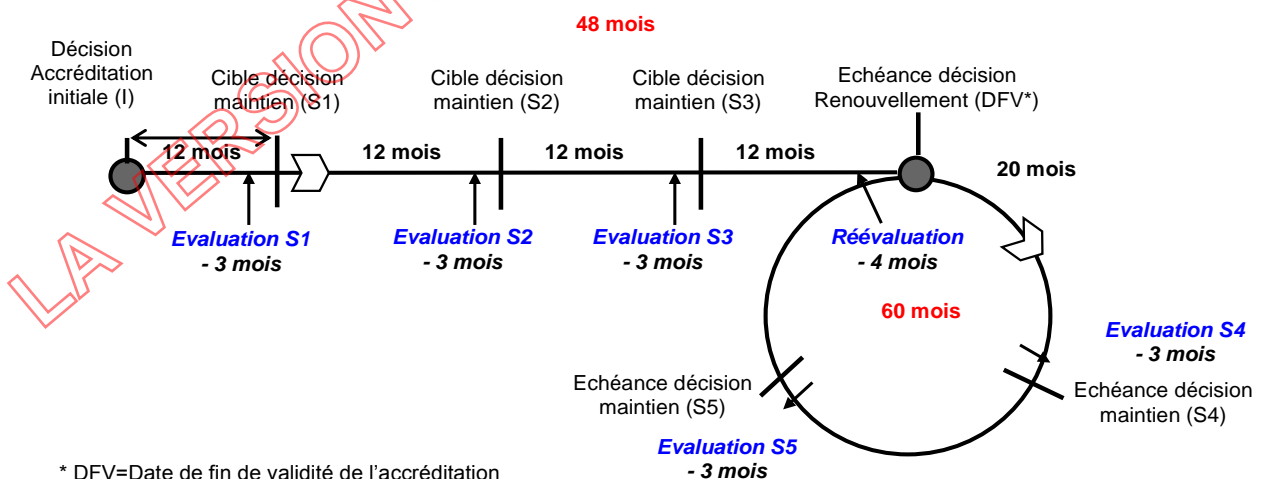 48 mois
Décision
Accréditation
initiale (I)
Cible décision
maintien (S1)
Cible décision
maintien (S2)
Cible décision
maintien (S3)
Echéance décision
Renouvellement (DFV*)
12 mois
12 mois
12 mois
12 mois
20 mois
Evaluation S1
- 3 mois
Evaluation S2
- 3 mois
Evaluation S3
- 3 mois
Réévaluation
- 4 mois
60 mois
Evaluation S4
- 3 mois
Echéance décision
maintien (S4)
Echéance décision
maintien (S5)
Evaluation S5
- 3 mois
* DFV=Date de fin de validité de l'accréditation
LA VERSION